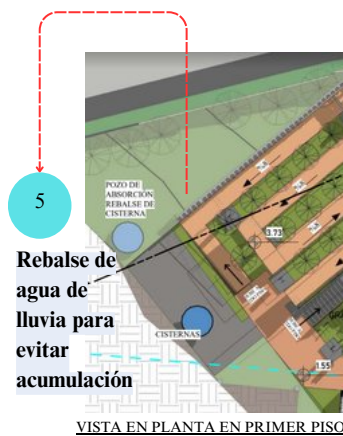 5
POZO DE
ABSORCIÓN
REBALSE DE
CISTERNA
Rebalse de
agua de
lluvia para
evitar
acumulación
3.73
CISTERNAS
1.55
VISTA EN PLANTA EN PRIMER PISO